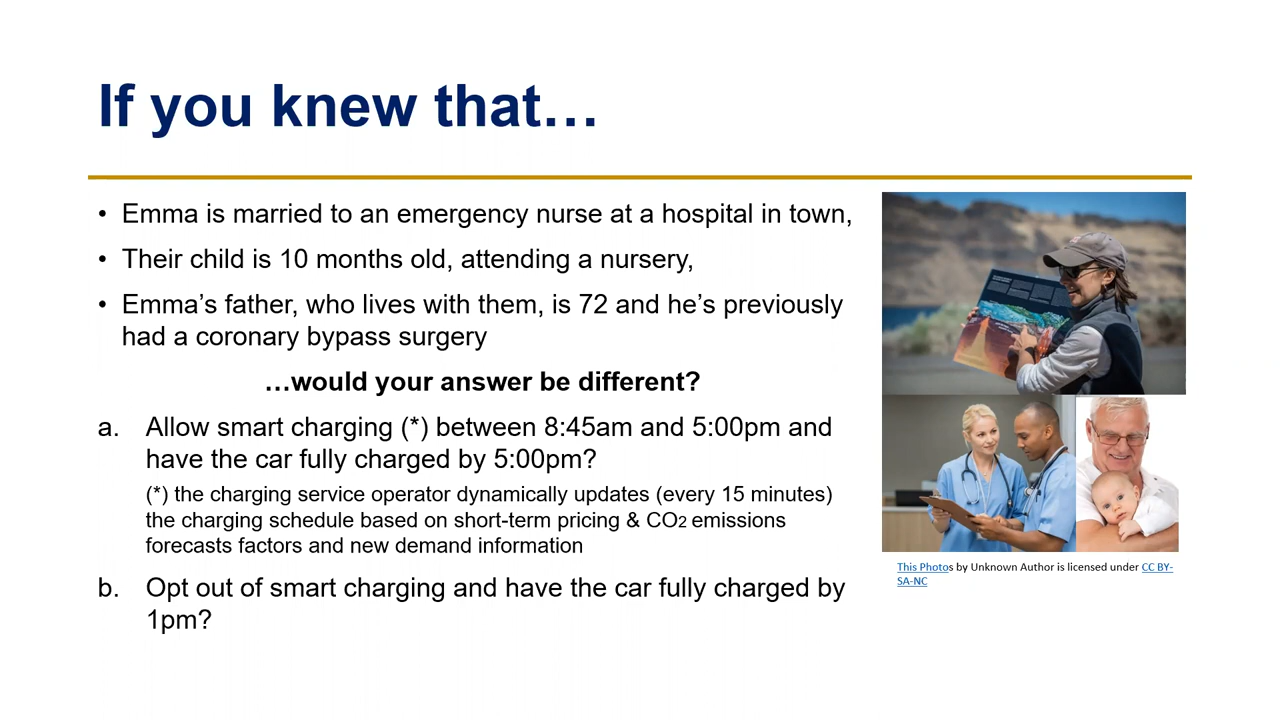 If you knew that…
• Emma is married to an emergency nurse at a hospital in town,
• Their child is 10 months old, attending a nursery,
• Emma’s father, who lives with them, is 72 and he’s previously
had a coronary bypass surgery
…would your answer be different?
a. Allow smart charging (*) between 8:45am and 5:00pm and
have the car fully charged by 5:00pm?
(*) the charging service operator dynamically updates (every 15 minutes)
the charging schedule based on short-term pricing & CO2 emissions
forecasts factors and new demand information
b. Opt out of smart charging and have the car fully charged by
1pm?
This Photos by Unknown Author is licensed under CC BY-
SA-NC